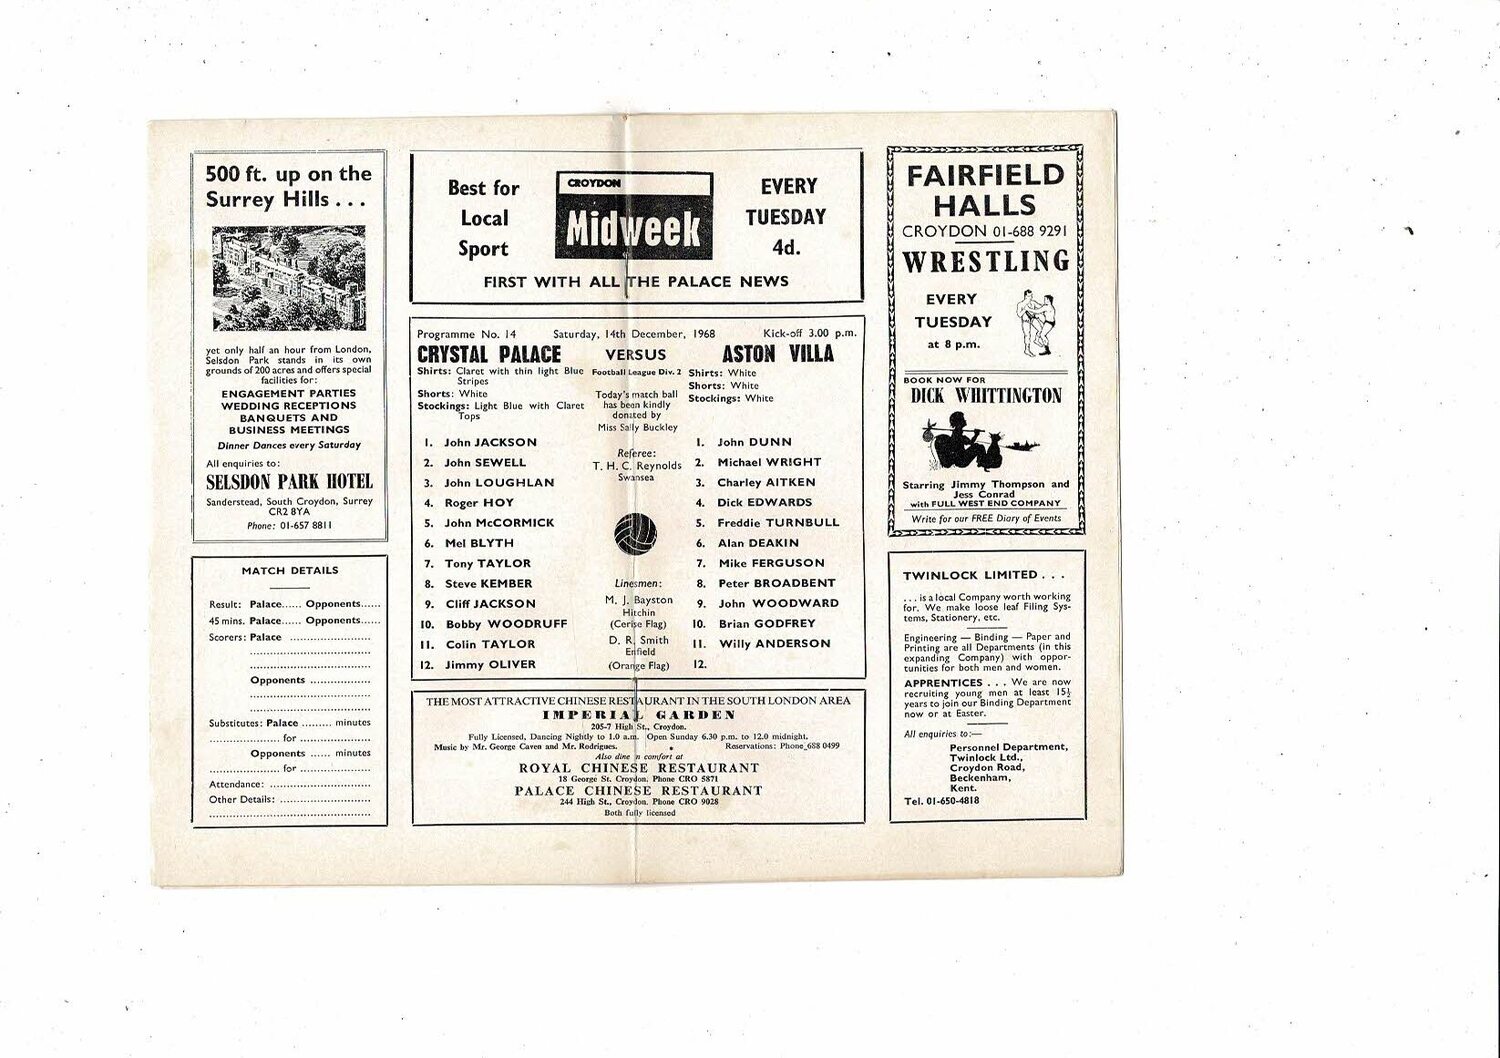 500 ft. up on the
Surrey Hills . . .
yet only half an hour from London,
Selsdon Park stands in its own
grounds of 200 acres and offers special
facilities for:
ENGAGEMENT PARTIES
WEDDING RECEPTIONS
BANQUETS AND
BUSINESS MEETINGS
Dinner Dances every Saturday
All enquiries to:
SELSDON PARK HOTEL
Sanderstead, South Croydon, Surrey
CR2 8YA
Phone: 01-657 8811
MATCH DETAILS
Result: Palace...... Opponents......
45 mins. Palace...... Opponents......
Scorers: Palace ....................
Opponents ...............
Substitutes: Palace ......... minutes
.................. for ..................
Opponents ...... minutes
.................. for ..................
Attendance: ..........................
Other Details: .......................
Best for
Local
Sport
CROYDON
Midweek
EVERY
TUESDAY
4d.
FIRST WITH ALL THE PALACE NEWS
Programme No. 14 Saturday, 14th December, 1968 Kick-off 3.00 p.m.
CRYSTAL PALACE VERSUS ASTON VILLA
Shirts: Claret with thin light Blue
Stripes
Shorts: White
Stockings: Light Blue with Claret
Tops
1. John JACKSON
2. John SEWELL
3. John LOUGHLAN
4. Roger HOY
5. John McCORMICK
6. Mel BLYTH
7. Tony TAYLOR
8. Steve KEMBER
9. Cliff JACKSON
10. Bobby WOODRUFF
11. Colin TAYLOR
12. Jimmy OLIVER
Football League Div. 2
Today's match ball
has been kindly
donated by
Miss Sally Buckley
Referee:
T. H. C. Reynolds
Swansea
Linesmen:
M. J. Bayston
Hitchin
(Cerise Flag)
D. R. Smith
Enfield
(Orange Flag)
Shirts: White
Shorts: White
Stockings: White
1. John DUNN
2. Michael WRIGHT
3. Charley AITKEN
4. Dick EDWARDS
5. Freddie TURNBULL
6. Alan DEAKIN
7. Mike FERGUSON
8. Peter BROADBENT
9. John WOODWARD
10. Brian GODFREY
11. Willy ANDERSON
12.
THE MOST ATTRACTIVE CHINESE RESTAURANT IN THE SOUTH LONDON AREA
IMPERIAL GARDEN
205-7 High St., Croydon.
Fully Licensed, Dancing Nightly to 1.0 a.m. Open Sunday 6.30 p.m. to 12.0 midnight.
Music by Mr. George Caven and Mr. Rodrigues. Reservations: Phone 688 0499
Also dine in comfort at
ROYAL CHINESE RESTAURANT
18 George St. Croydon. Phone CRO 5871
PALACE CHINESE RESTAURANT
244 High St., Croydon. Phone CRO 9028
Both fully licensed
FAIRFIELD
HALLS
CROYDON 01-688 9291
WRESTLING
EVERY
TUESDAY
at 8 p.m.
BOOK NOW FOR
DICK WHITTINGTON
Starring Jimmy Thompson and
Jess Conrad
with FULL WEST END COMPANY
Write for our FREE Diary of Events
TWINLOCK LIMITED . . .
. . . is a local Company worth working
for. We make loose leaf Filing Sys-
tems, Stationery, etc.
Engineering — Binding — Paper and
Printing are all Departments (in this
expanding Company) with oppor-
tunities for both men and women.
APPRENTICES . . . We are now
recruiting young men at least 15½
years to join our Binding Department
now or at Easter.
All enquiries to:—
Personnel Department,
Twinlock Ltd.,
Croydon Road,
Beckenham,
Kent.
Tel. 01-650-4818